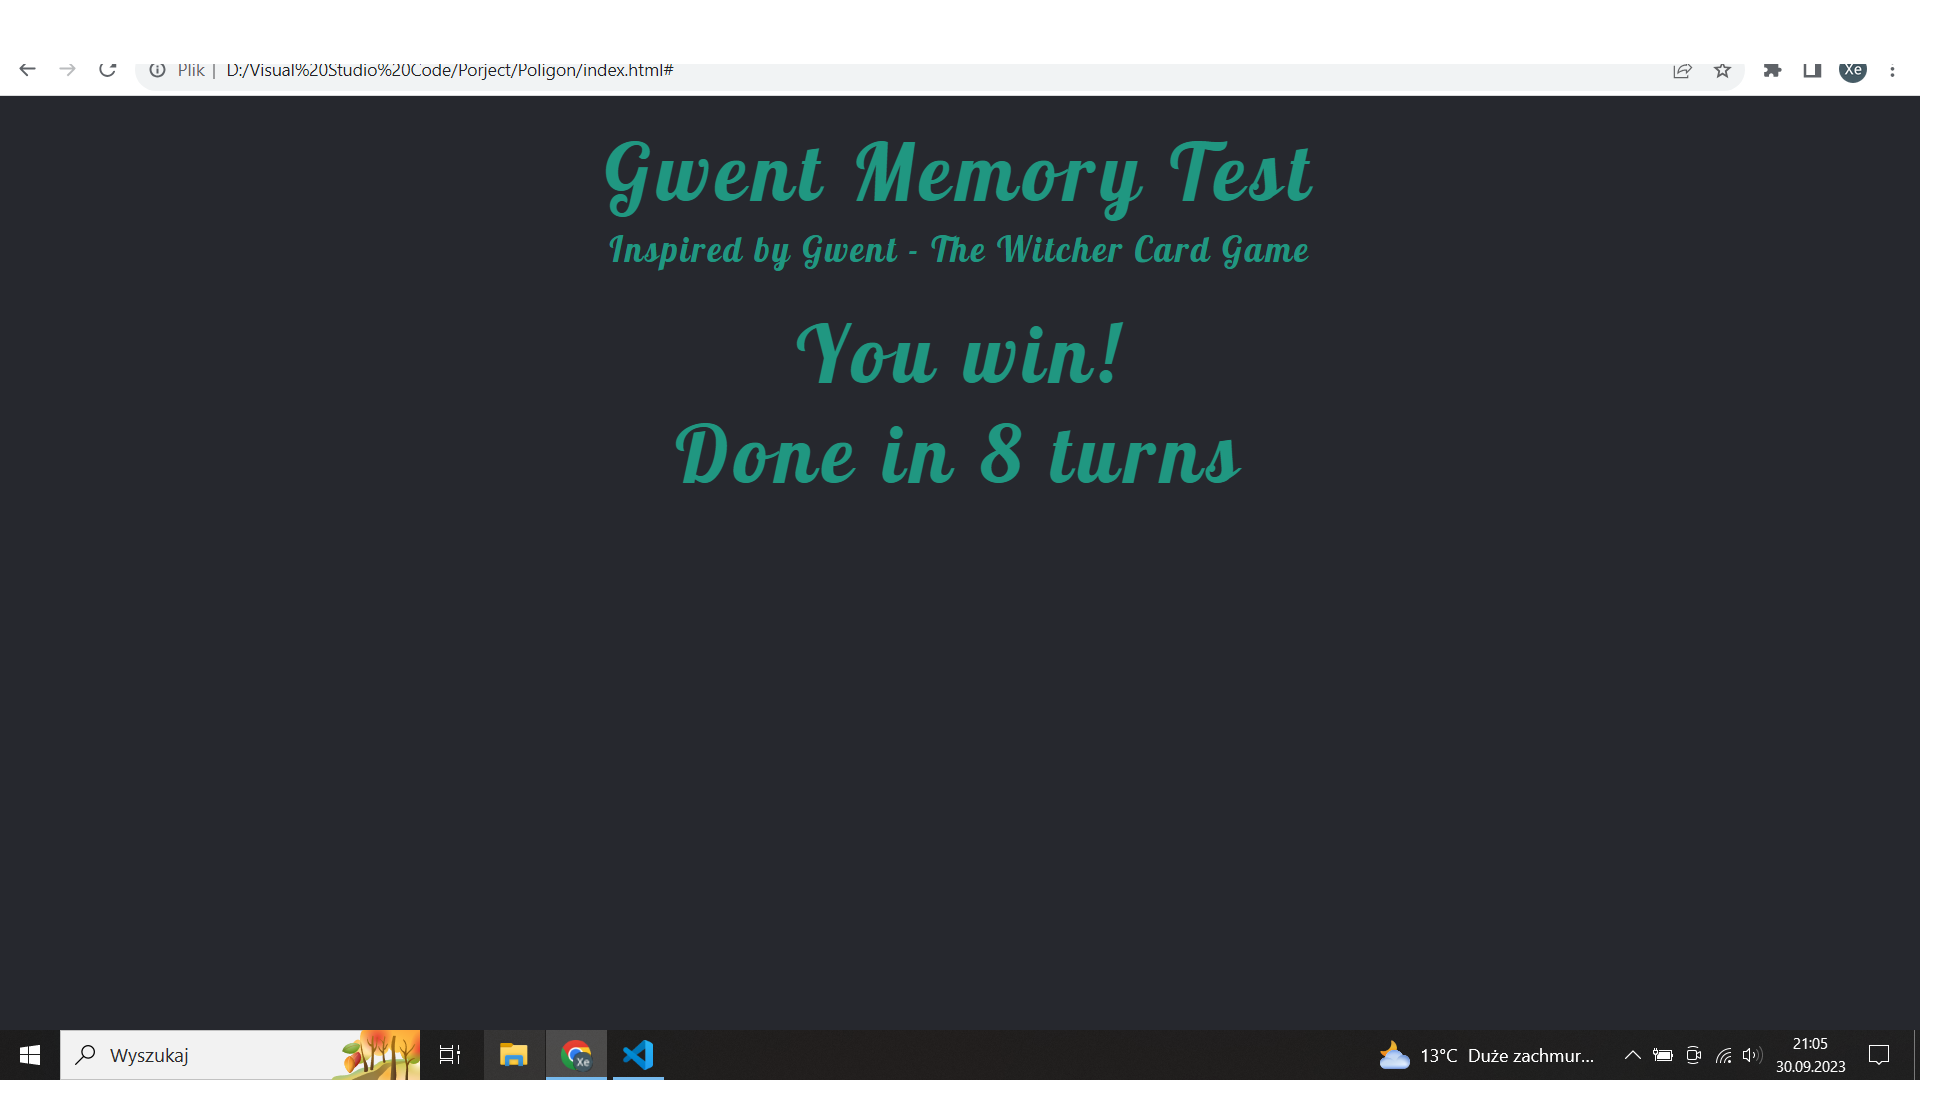 Plik | D:/Visual%20Studio%20Code/Porject/Poligon/index.html#
Xe
Gwent Memory Test
Inspired by Gwent - The Witcher Card Game
You win!
Done in 8 turns
Wyszukaj
Xe
13°C Duże zachmur...
21:05
30.09.2023